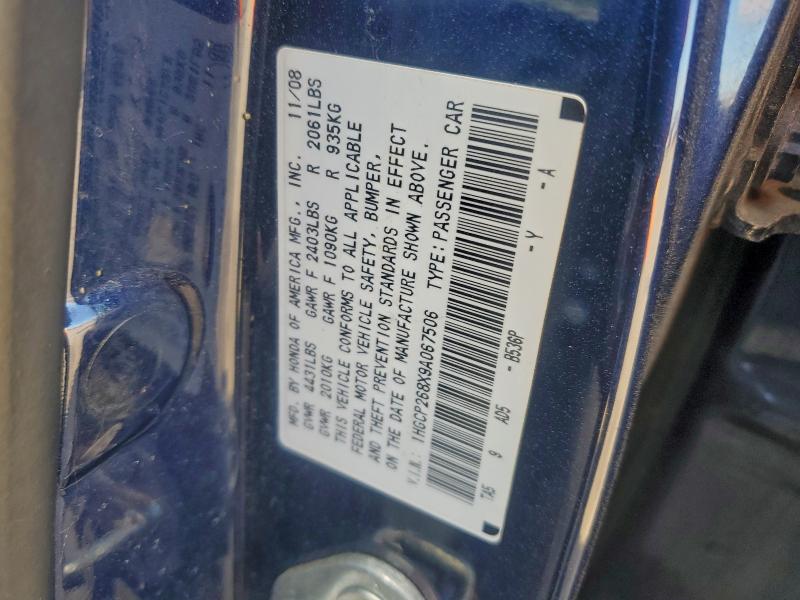 MFG. BY HONDA OF AMERICA MFG., INC. 11/08
GVWR 4431LBS GAWR F 2403LBS R 2061LBS
GVWR 2010KG GAWR F 1090KG R 935KG
THIS VEHICLE CONFORMS TO ALL APPLICABLE
FEDERAL MOTOR VEHICLE SAFETY, BUMPER,
AND THEFT PREVENTION STANDARDS IN EFFECT
ON THE DATE OF MANUFACTURE SHOWN ABOVE.
V.I.N.: 1HGCP268X9A067506 TYPE: PASSENGER CAR
TA5 9 AD5 - B536P - Y - A